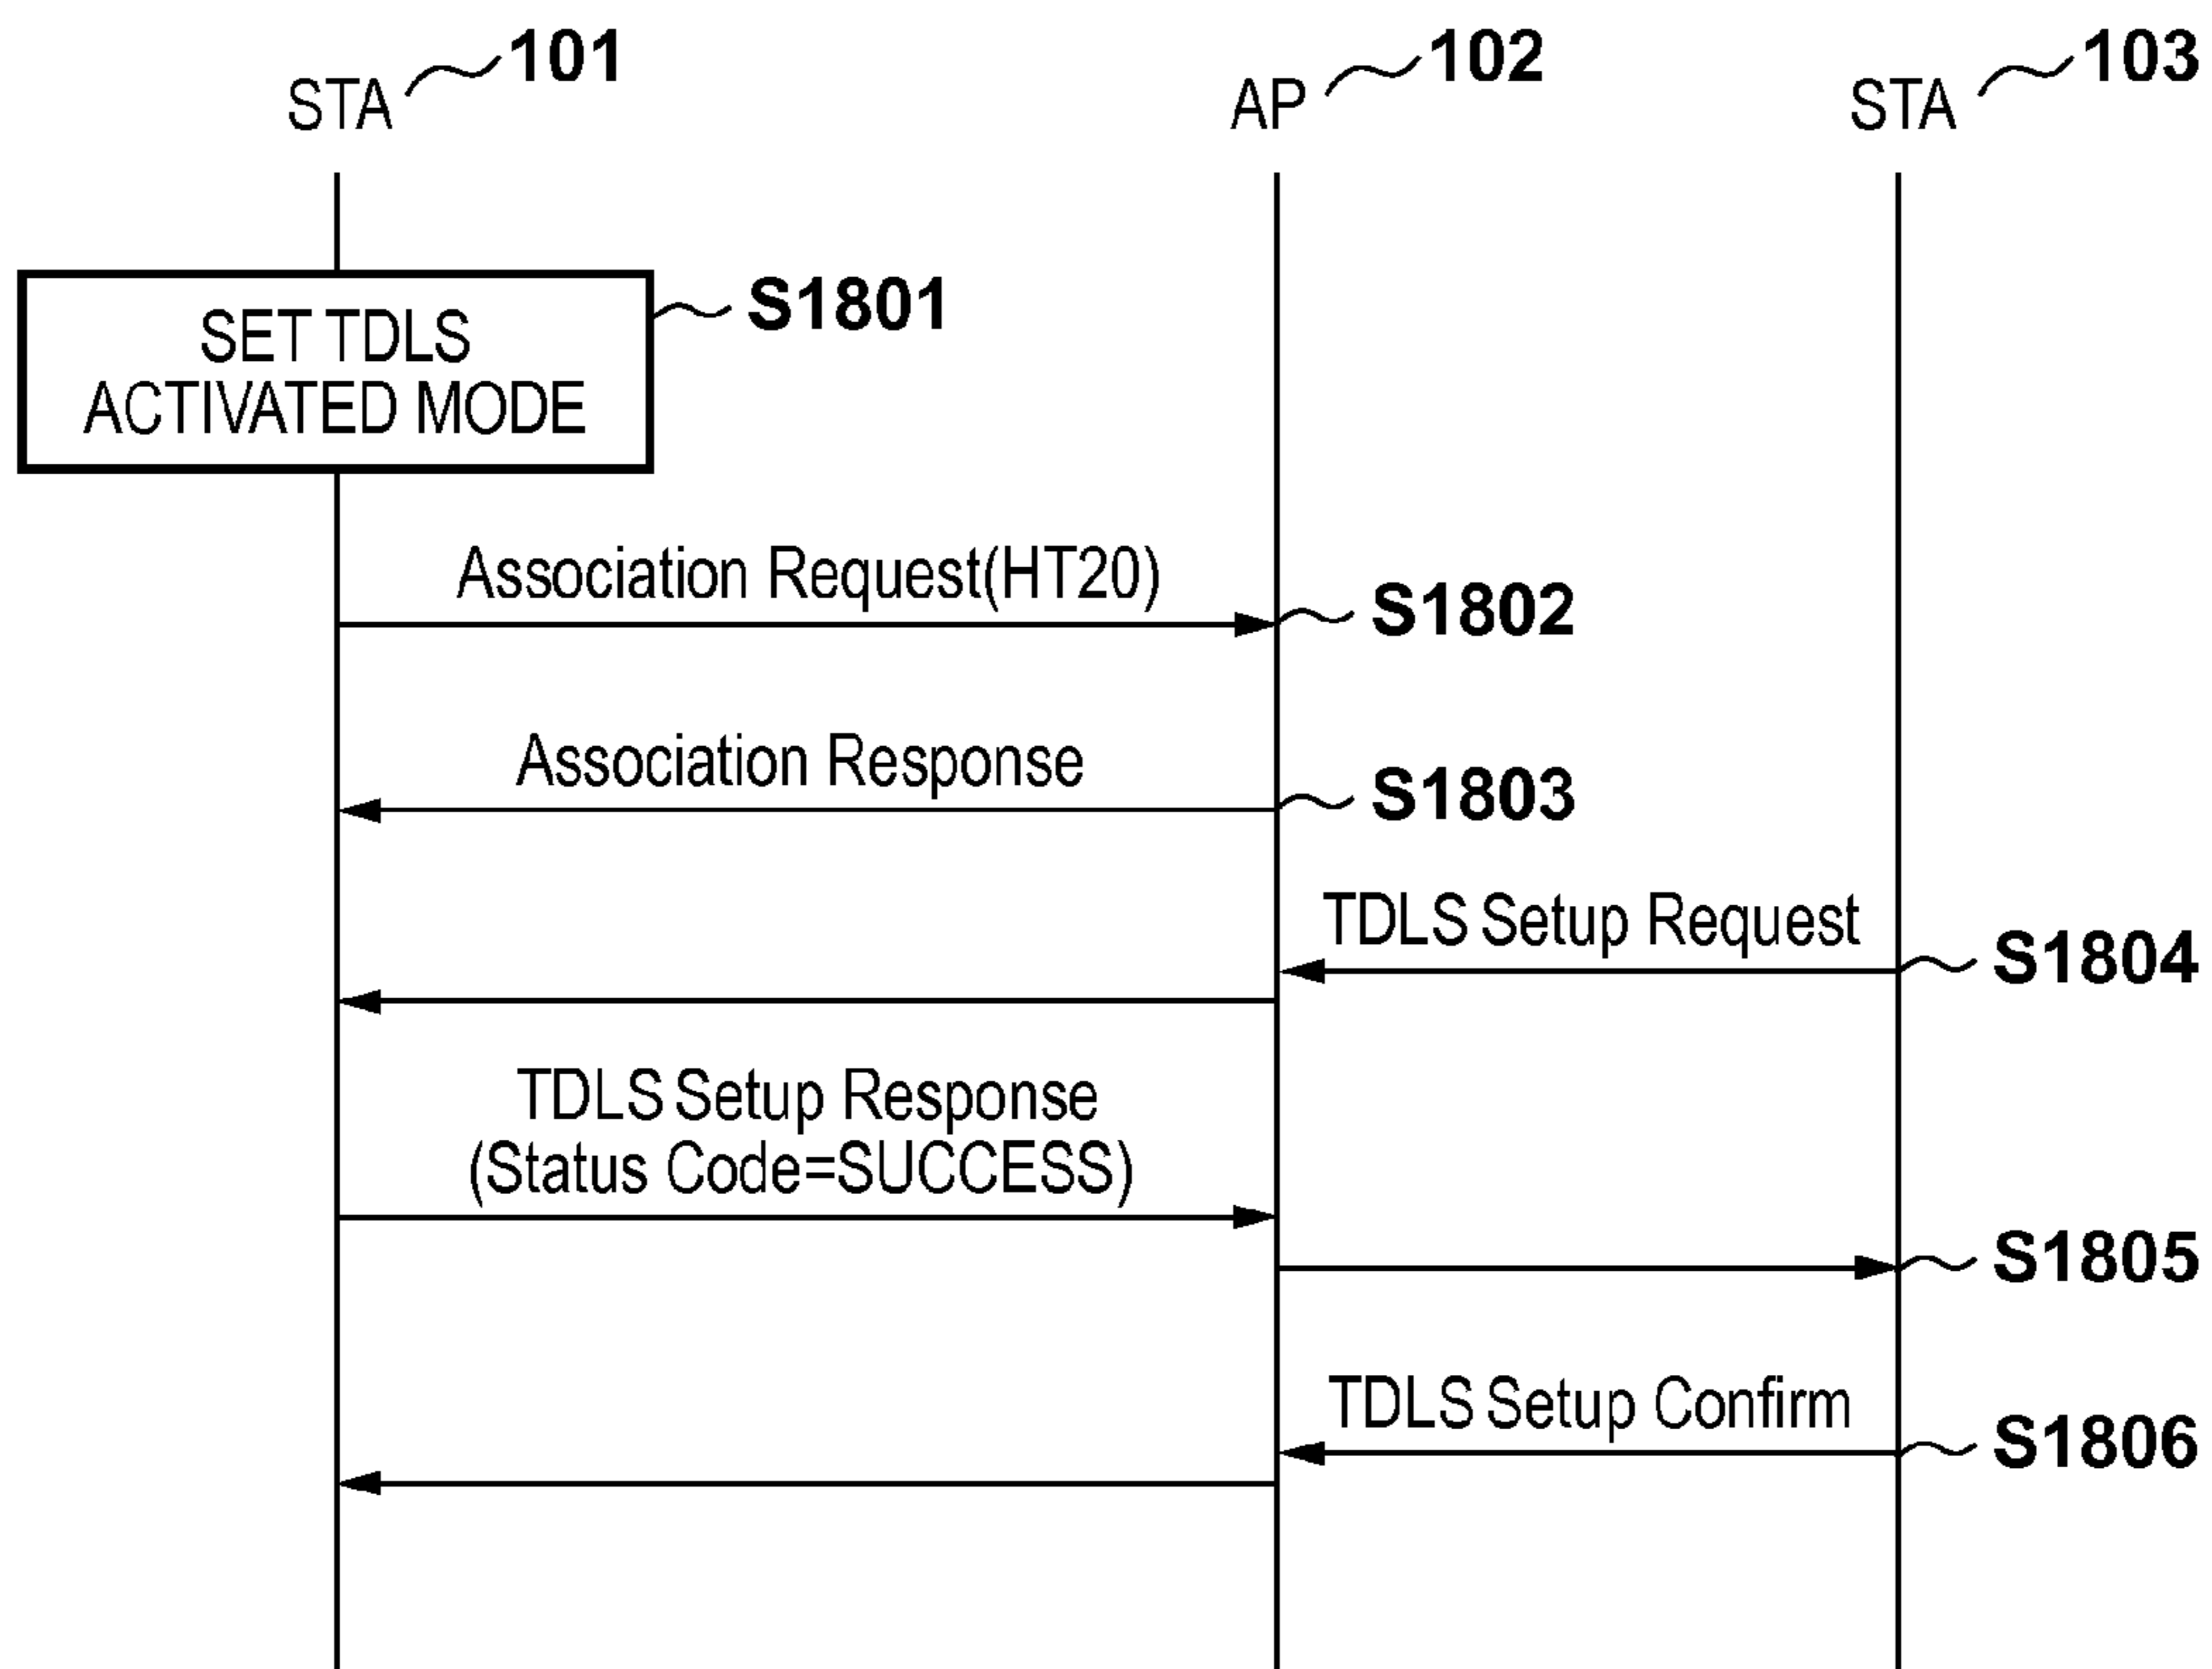 STA 101
AP 102
STA 103
SET TDLS
ACTIVATED MODE
S1801
Association Request(HT20)
S1802
Association Response
S1803
TDLS Setup Request
S1804
TDLS Setup Response
(Status Code=SUCCESS)
S1805
TDLS Setup Confirm
S1806